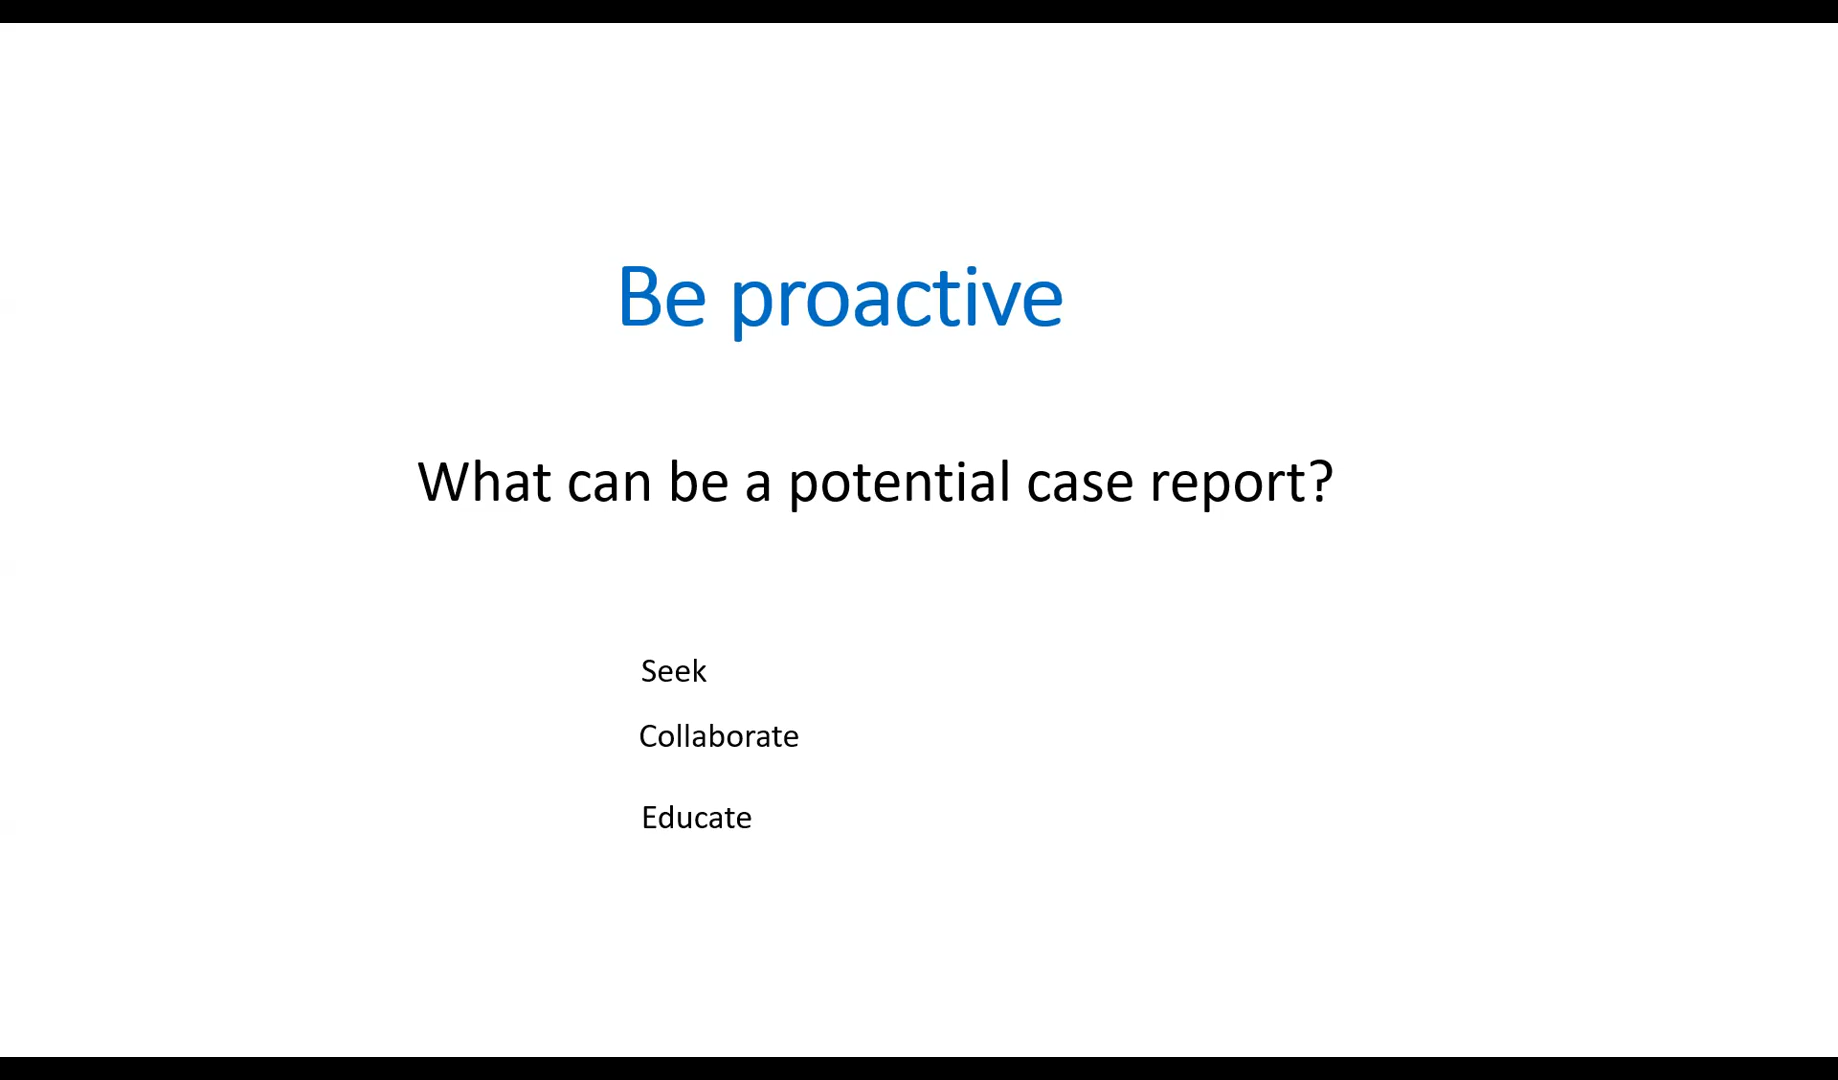 Be proactive
What can be a potential case report?
Seek
Collaborate
Educate